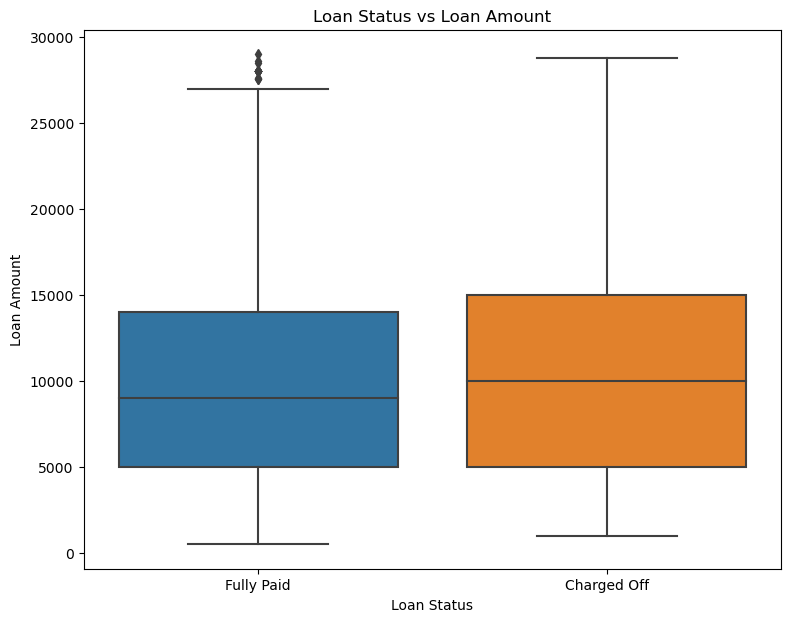 Loan Status vs Loan Amount
30000
25000
20000
15000
10000
5000
0
Loan Amount
Fully Paid
Charged Off
Loan Status